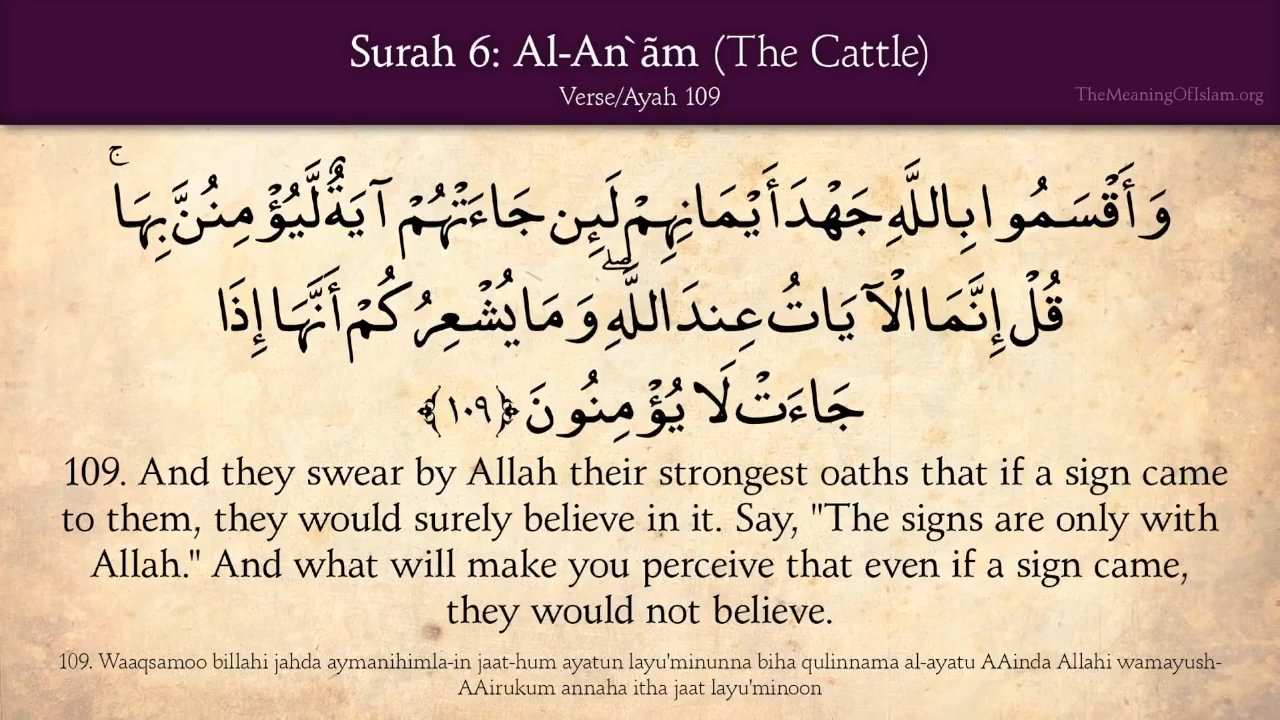 Surah 6: Al-An`ãm (The Cattle)
Verse/Ayah 109
TheMeaningOfIslam.org
وَأَقْسَمُوا بِاللَّهِ جَهْدَ أَيْمَانِهِمْ لَئِن جَاءَتْهُمْ آيَةٌ لَّيُؤْمِنُنَّ بِهَا ۚ
قُلْ إِنَّمَا الْآيَاتُ عِندَ اللَّهِ ۖ وَمَا يُشْعِرُكُمْ أَنَّهَا إِذَا
جَاءَتْ لَا يُؤْمِنُونَ ﴿١٠٩﴾
109. And they swear by Allah their strongest oaths that if a sign came
to them, they would surely believe in it. Say, "The signs are only with
Allah." And what will make you perceive that even if a sign came,
they would not believe.
109. Waaqsamoo billahi jahda aymanihimla-in jaat-hum ayatun layu'minunna biha qulinnama al-ayatu AAinda Allahi wamayush-
AAirukum annaha itha jaat layu'minoon